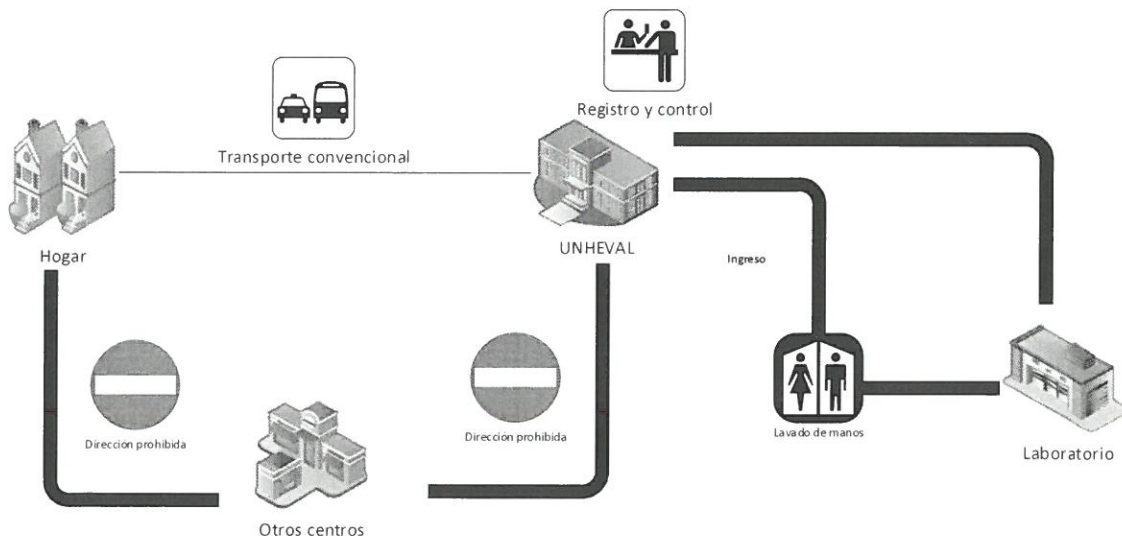 Registro y control
Transporte convencional
Hogar
UNHEVAL
Ingreso
Dirección prohibida
Dirección prohibida
Lavado de manos
Laboratorio
Otros centros